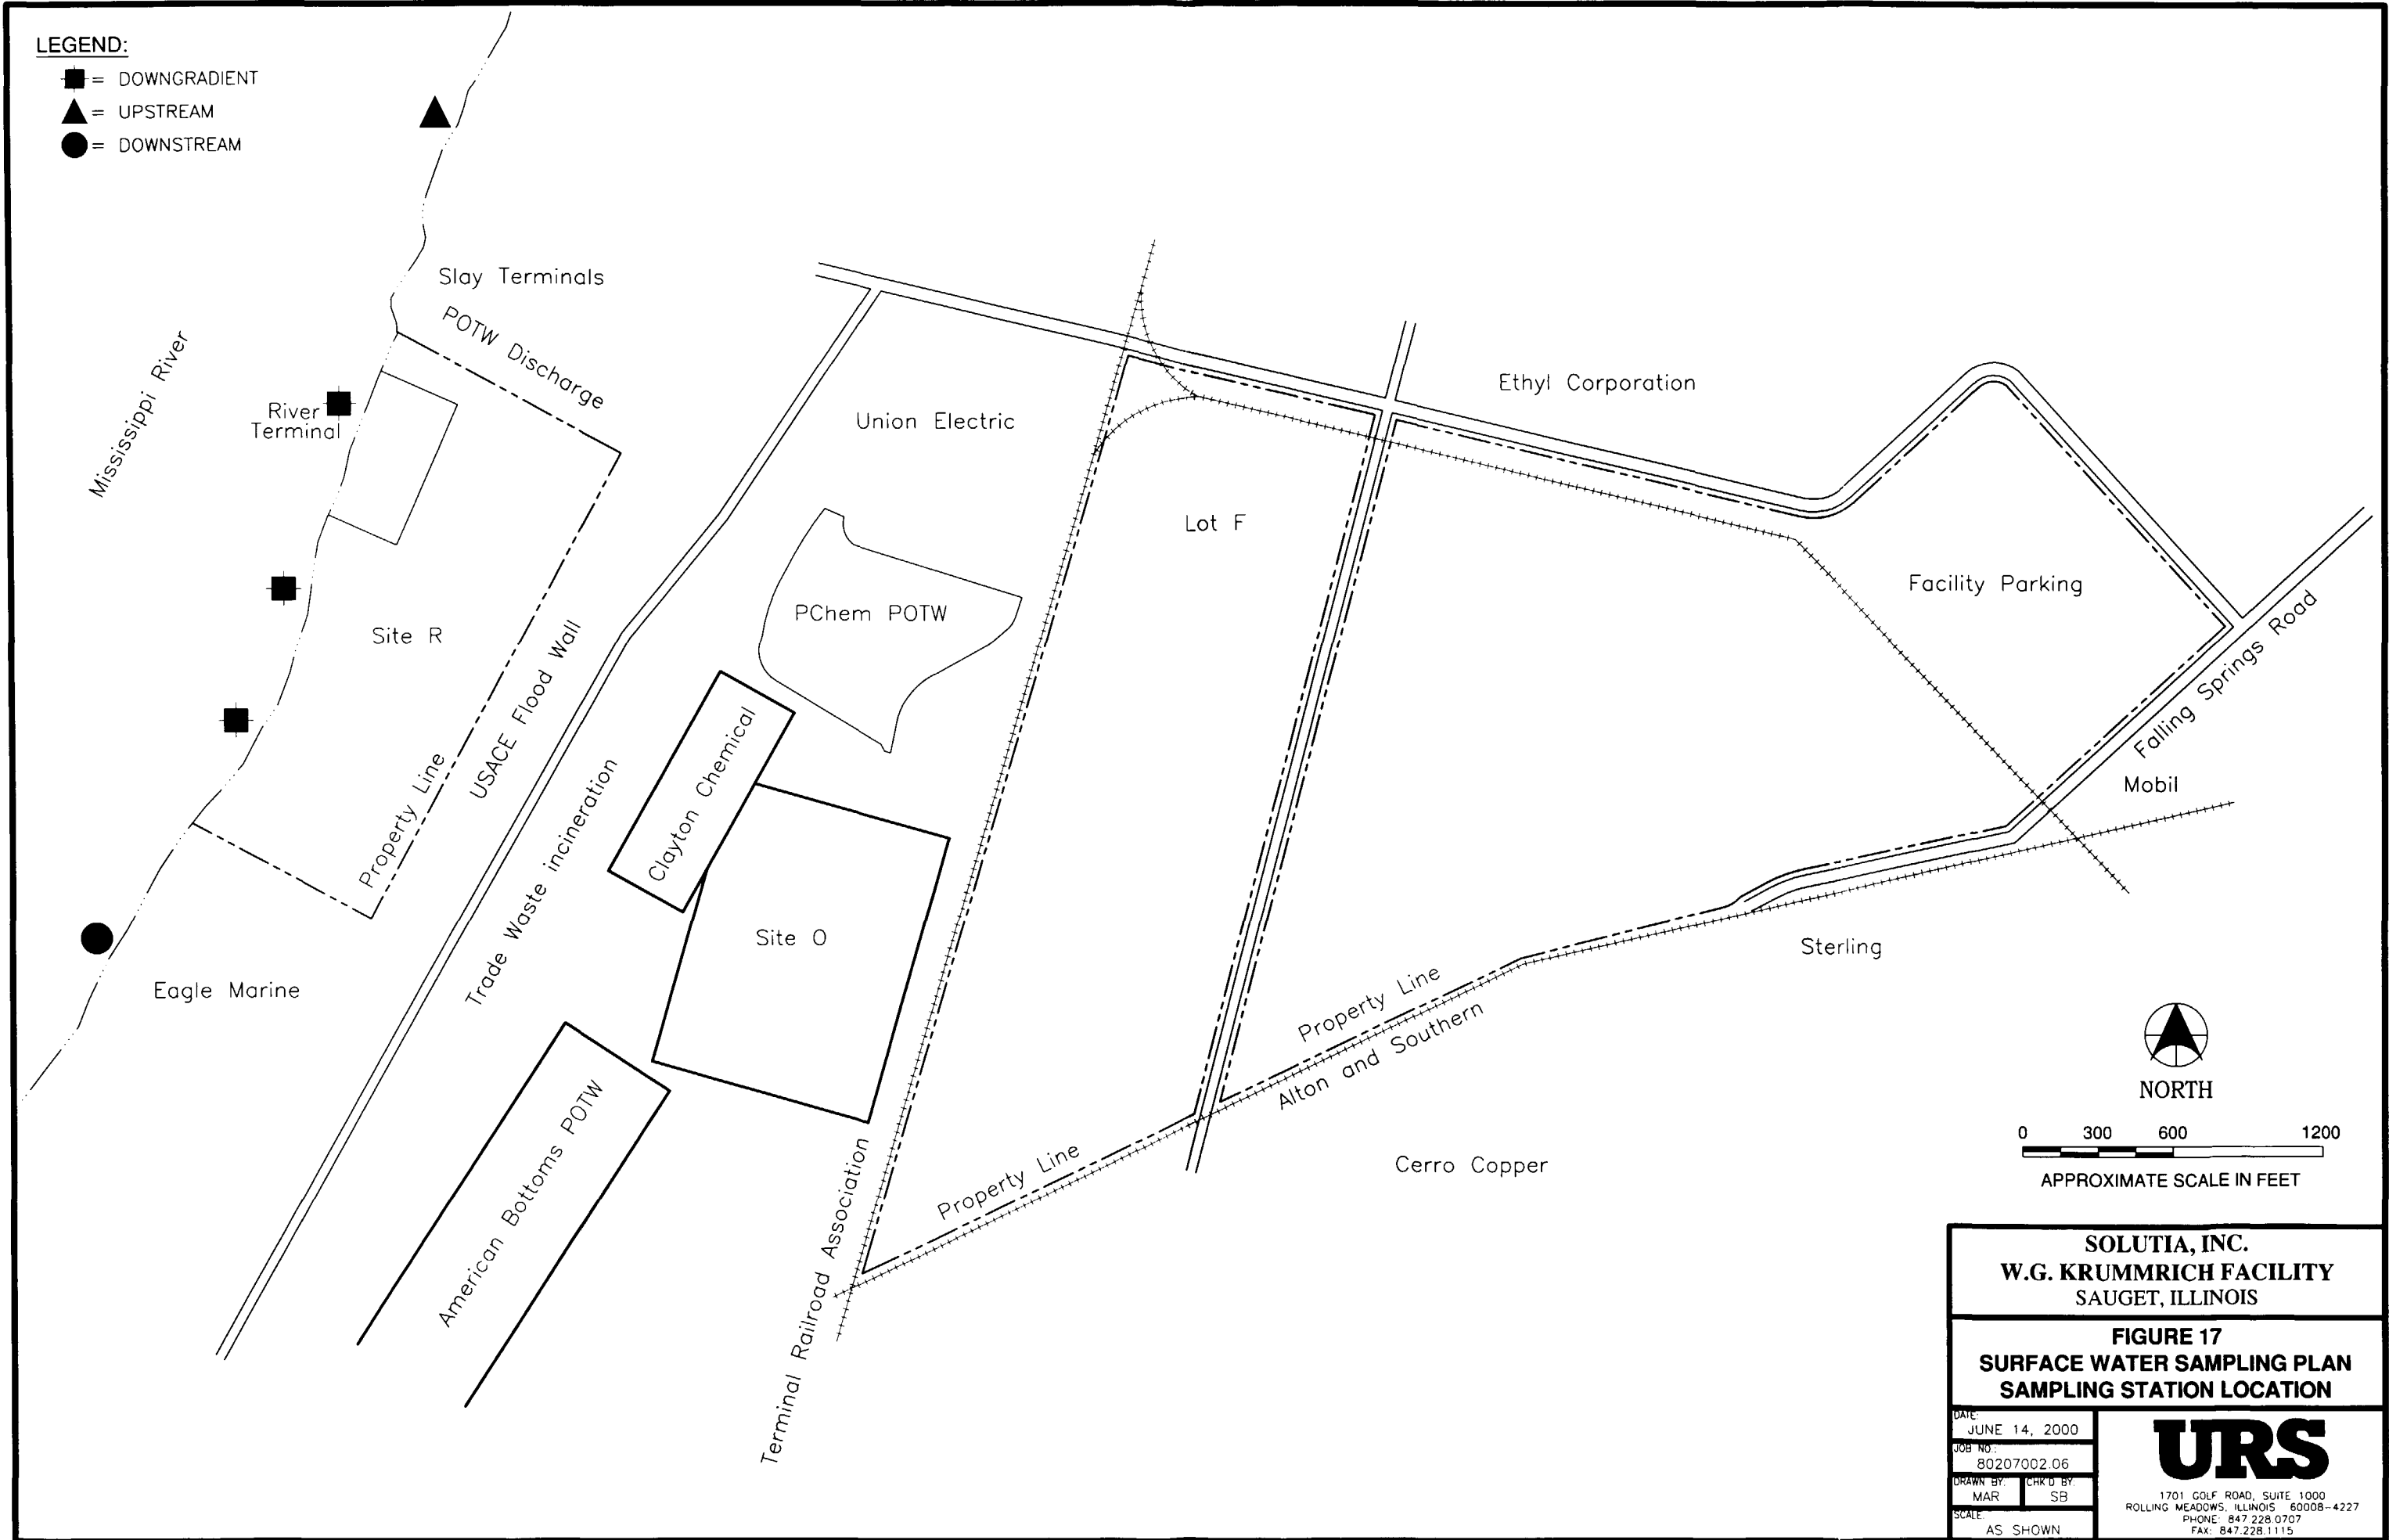 LEGEND:
= DOWNGRADIENT
= UPSTREAM
= DOWNSTREAM
Slay Terminals
POTW Discharge
Mississippi River
River
Terminal
Union Electric
Ethyl Corporation
Lot F
PChem POTW
Facility Parking
Site R
USACE Flood Wall
Falling Springs Road
Property Line
Clayton Chemical
Mobil
Trade Waste incineration
Site O
Sterling
Eagle Marine
Property Line
Alton and Southern
American Bottoms POTW
Property Line
Cerro Copper
Terminal Railroad Association
NORTH
0 300 600 1200
APPROXIMATE SCALE IN FEET
SOLUTIA, INC.
W.G. KRUMMRICH FACILITY
SAUGET, ILLINOIS
FIGURE 17
SURFACE WATER SAMPLING PLAN
SAMPLING STATION LOCATION
DATE:
JUNE 14, 2000
JOB NO.:
80207002.06
DRAWN BY: CHK'D BY:
MAR SB
SCALE:
AS SHOWN
URS
1701 GOLF ROAD, SUITE 1000
ROLLING MEADOWS, ILLINOIS 60008-4227
PHONE: 847.228.0707
FAX: 847.228.1115